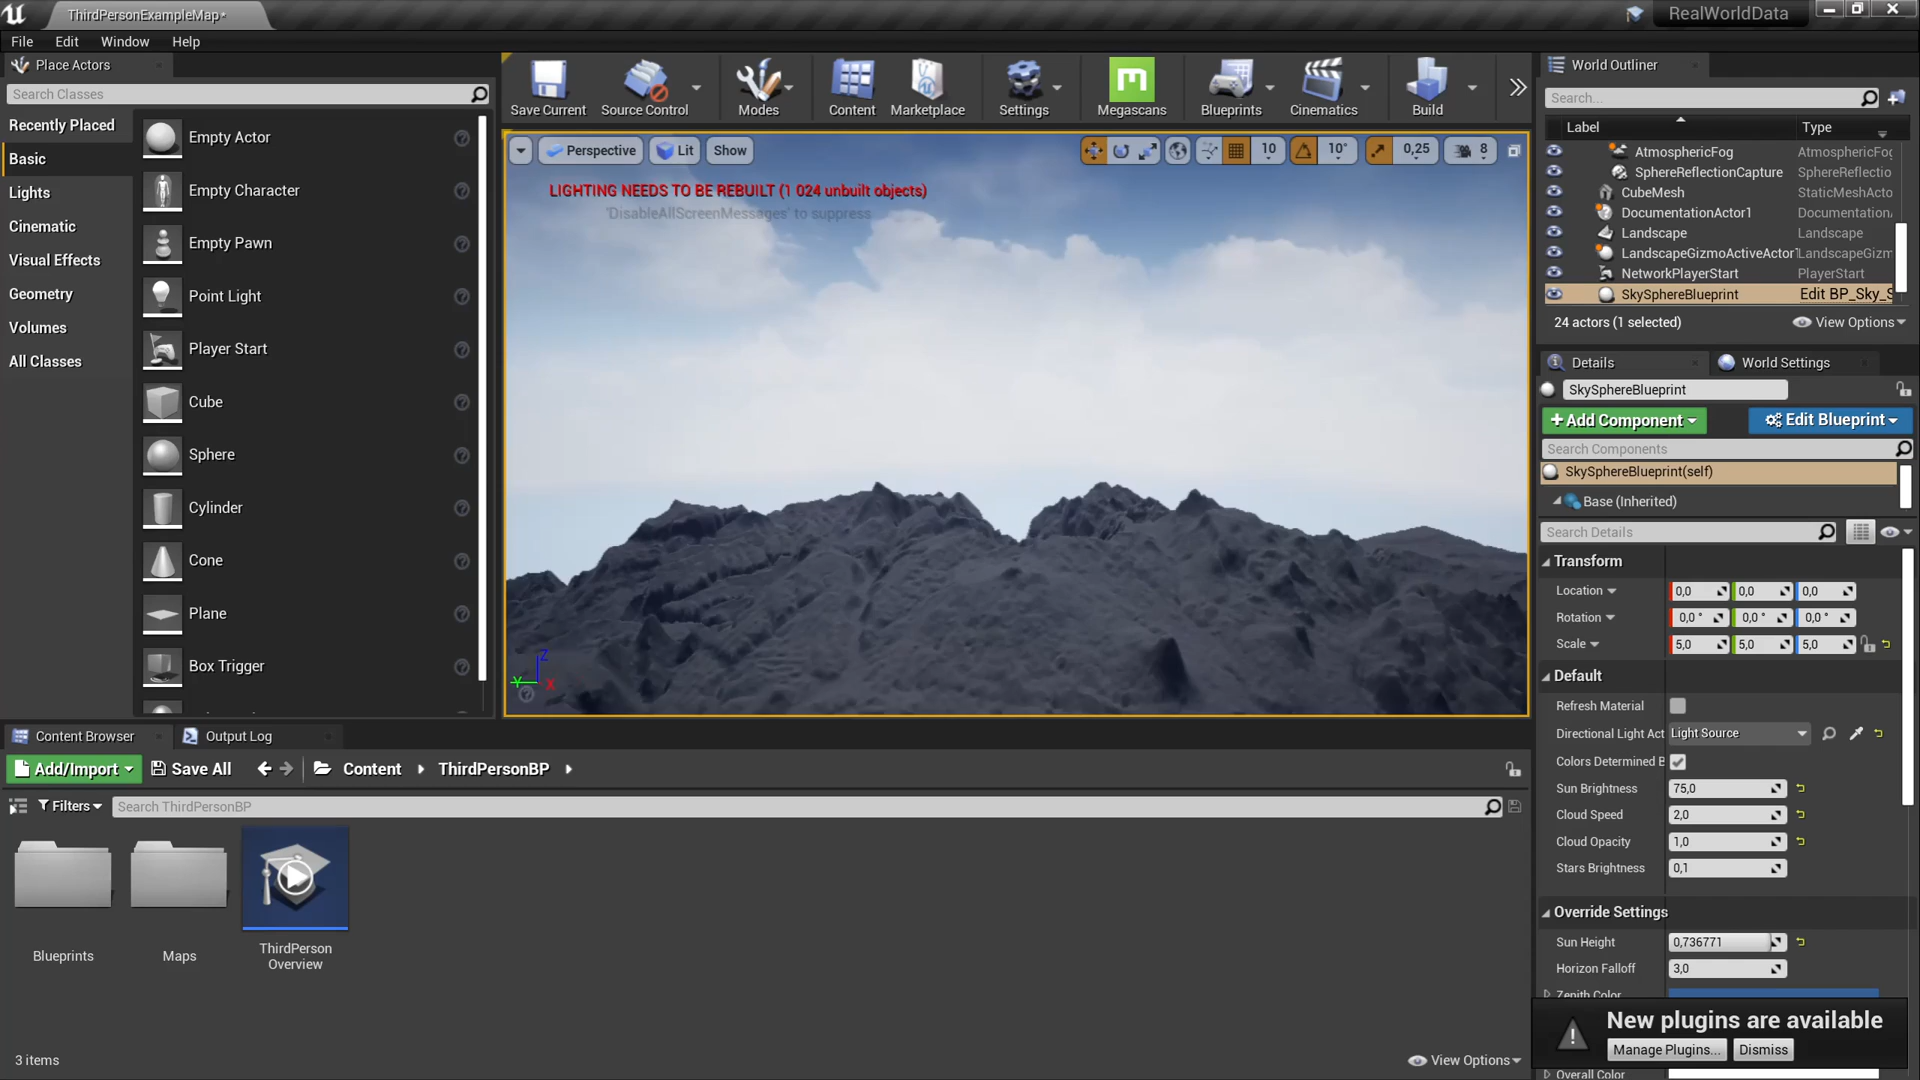 ThirdPersonExampleMap*
RealWorldData
File Edit Window Help
Place Actors
Search Classes
Recently Placed
Basic
Lights
Cinematic
Visual Effects
Geometry
Volumes
All Classes
Empty Actor
Empty Character
Empty Pawn
Point Light
Player Start
Cube
Sphere
Cylinder
Cone
Plane
Box Trigger
Save Current Source Control Modes Content Marketplace Settings Megascans Blueprints Cinematics Build
Perspective Lit Show 10 10° 0,25 8
LIGHTING NEEDS TO BE REBUILT (1 024 unbuilt objects)
'DisableAllScreenMessages' to suppress
Z
Y X
World Outliner
Search...
Label Type
AtmosphericFog AtmosphericFog
SphereReflectionCapture SphereReflectio
CubeMesh StaticMeshActo
DocumentationActor1 Documentation
Landscape Landscape
LandscapeGizmoActiveActor LandscapeGizm
NetworkPlayerStart PlayerStart
SkySphereBlueprint Edit BP_Sky_S
24 actors (1 selected) View Options
Details World Settings
SkySphereBlueprint
+Add Component Edit Blueprint
Search Components
SkySphereBlueprint(self)
Base (Inherited)
Search Details
Transform
Location 0,0 0,0 0,0
Rotation 0,0 ° 0,0 ° 0,0 °
Scale 5,0 5,0 5,0
Default
Refresh Material
Directional Light Act Light Source
Colors Determined B
Sun Brightness 75,0
Cloud Speed 2,0
Cloud Opacity 1,0
Stars Brightness 0,1
Override Settings
Sun Height 0,736771
Horizon Falloff 3,0
Zenith Color
New plugins are available
Manage Plugins... Dismiss
Overall Color
Content Browser Output Log
Add/Import Save All Content ThirdPersonBP
Filters Search ThirdPersonBP
Blueprints
Maps
ThirdPerson
Overview
3 items View Options